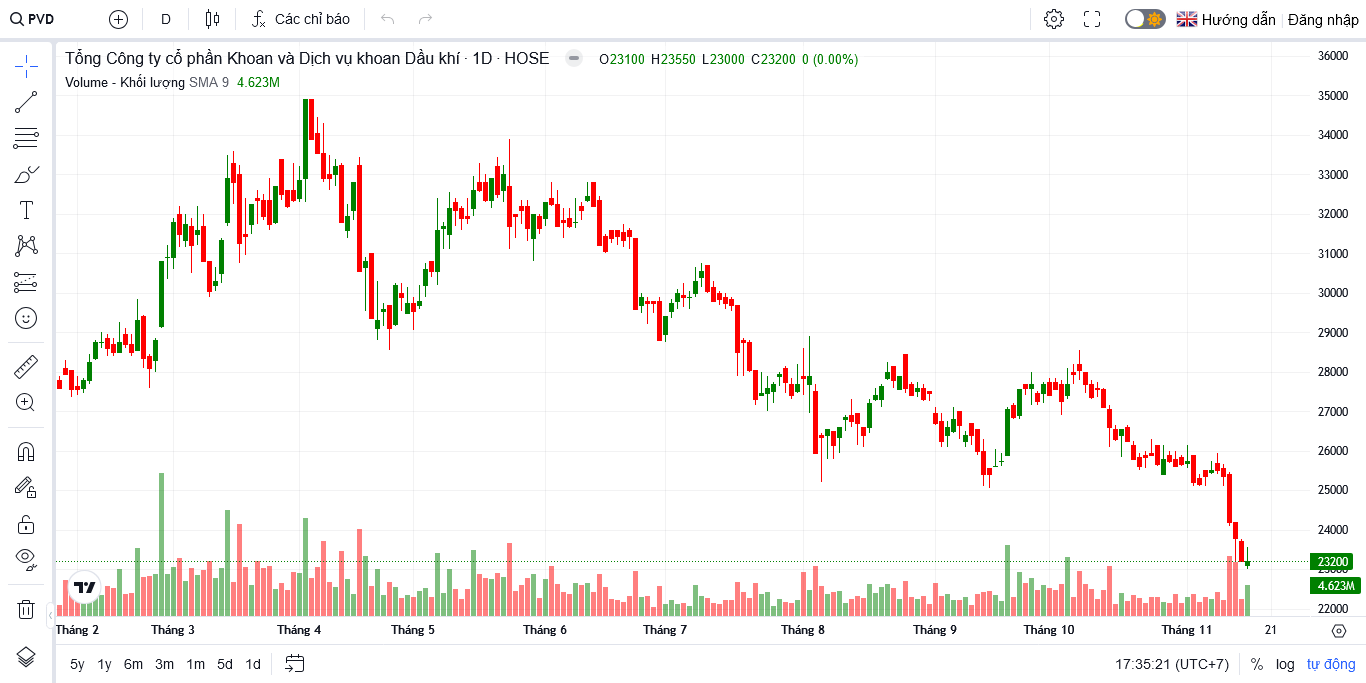 PVD D Các chỉ báo Hướng dẫn Đăng nhập
Tổng Công ty cổ phần Khoan và Dịch vụ khoan Dầu khí · 1D · HOSE O23100 H23550 L23000 C23200 0 (0.00%)
Volume - Khối lượng SMA 9 4.623M
36000
35000
34000
33000
32000
31000
30000
29000
28000
27000
26000
25000
24000
23200
23000
4.623M
22000
Tháng 2 Tháng 3 Tháng 4 Tháng 5 Tháng 6 Tháng 7 Tháng 8 Tháng 9 Tháng 10 Tháng 11 21
5y 1y 6m 3m 1m 5d 1d 17:35:21 (UTC+7) % log tự động